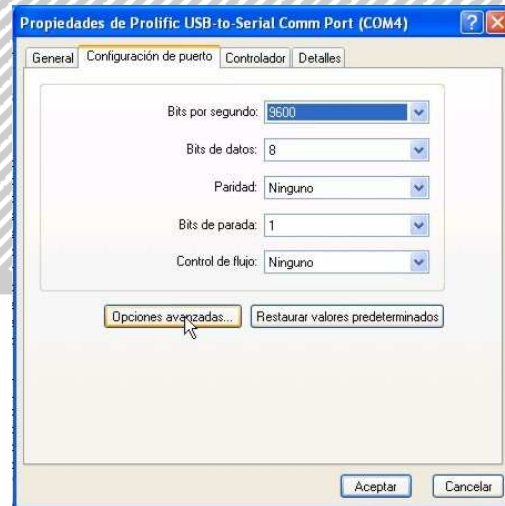 Propiedades de Prolific USB-to-Serial Comm Port (COM4)
General Configuración de puerto Controlador Detalles
Bits por segundo: 9600
Bits de datos: 8
Paridad: Ninguno
Bits de parada: 1
Control de flujo: Ninguno
Opciones avanzadas... Restaurar valores predeterminados
Aceptar Cancelar